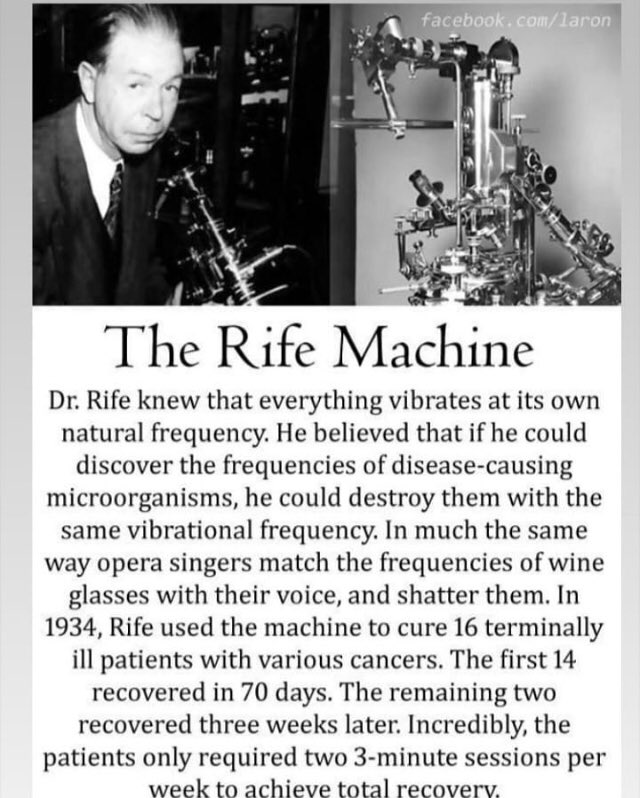 facebook.com/laron
The Rife Machine
Dr. Rife knew that everything vibrates at its own
natural frequency. He believed that if he could
discover the frequencies of disease-causing
microorganisms, he could destroy them with the
same vibrational frequency. In much the same
way opera singers match the frequencies of wine
glasses with their voice, and shatter them. In
1934, Rife used the machine to cure 16 terminally
ill patients with various cancers. The first 14
recovered in 70 days. The remaining two
recovered three weeks later. Incredibly, the
patients only required two 3-minute sessions per
week to achieve total recovery.